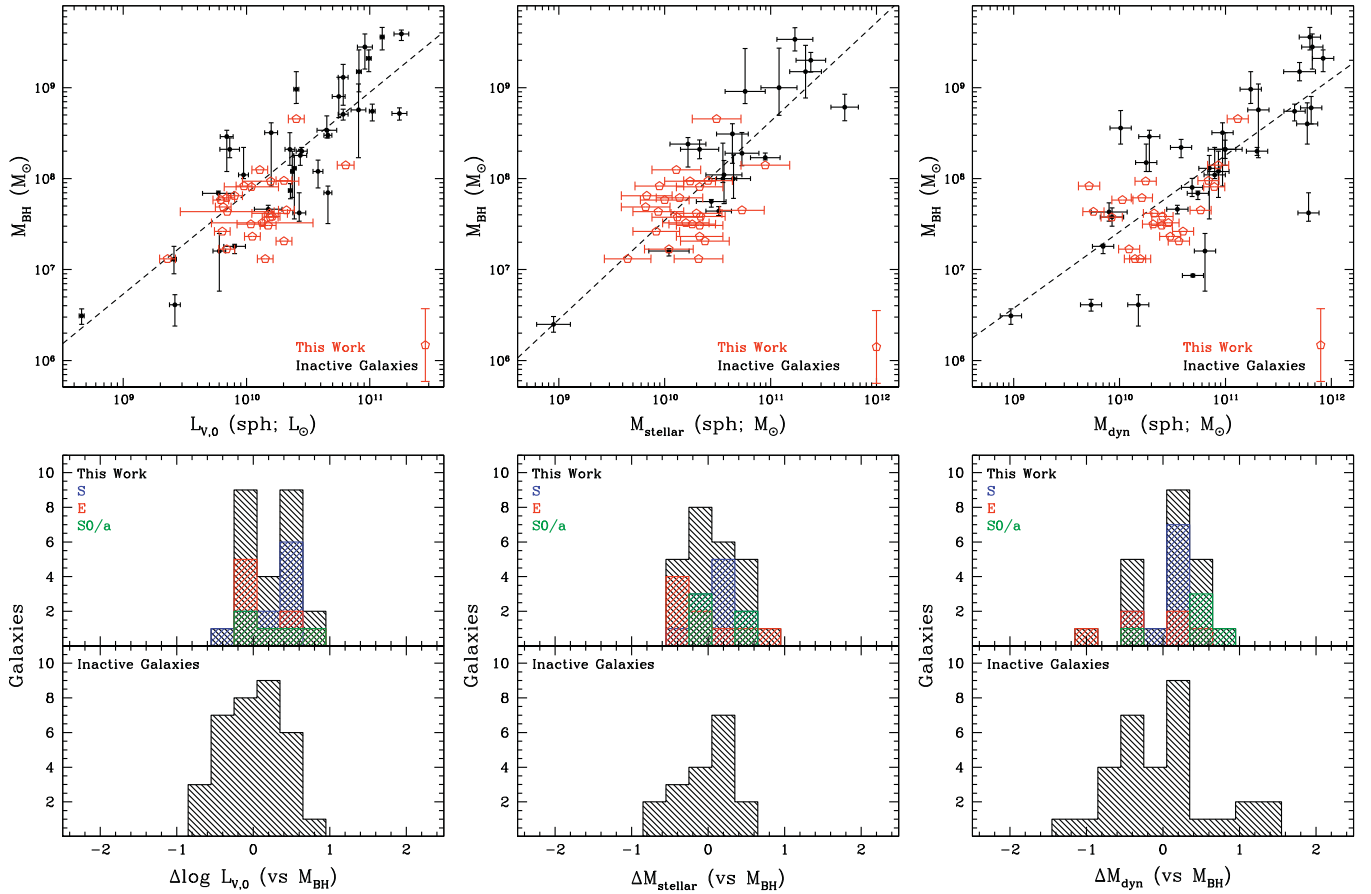 M_BH (M_⊙)
10^9
10^8
10^7
10^6
This Work
Inactive Galaxies
10^9
10^10
10^11
L_V,0 (sph; L_⊙)
M_BH (M_⊙)
10^9
10^8
10^7
10^6
This Work
Inactive Galaxies
10^9
10^10
10^11
10^12
M_stellar (sph; M_⊙)
M_BH (M_⊙)
10^9
10^8
10^7
10^6
This Work
Inactive Galaxies
10^9
10^10
10^11
10^12
M_dyn (sph; M_⊙)
Galaxies
10
8
6
4
2
This Work
S
E
S0/a
10
8
6
4
2
Inactive Galaxies
-2
-1
0
1
2
Δlog L_V,0 (vs M_BH)
Galaxies
10
8
6
4
2
This Work
S
E
S0/a
10
8
6
4
2
Inactive Galaxies
-2
-1
0
1
2
ΔM_stellar (vs M_BH)
Galaxies
10
8
6
4
2
This Work
S
E
S0/a
10
8
6
4
2
Inactive Galaxies
-2
-1
0
1
2
ΔM_dyn (vs M_BH)